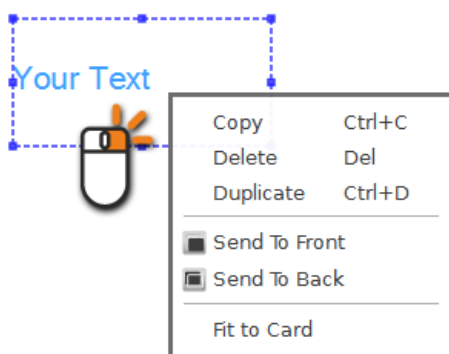 Your Text
Copy Ctrl+C
Delete Del
Duplicate Ctrl+D
Send To Front
Send To Back
Fit to Card